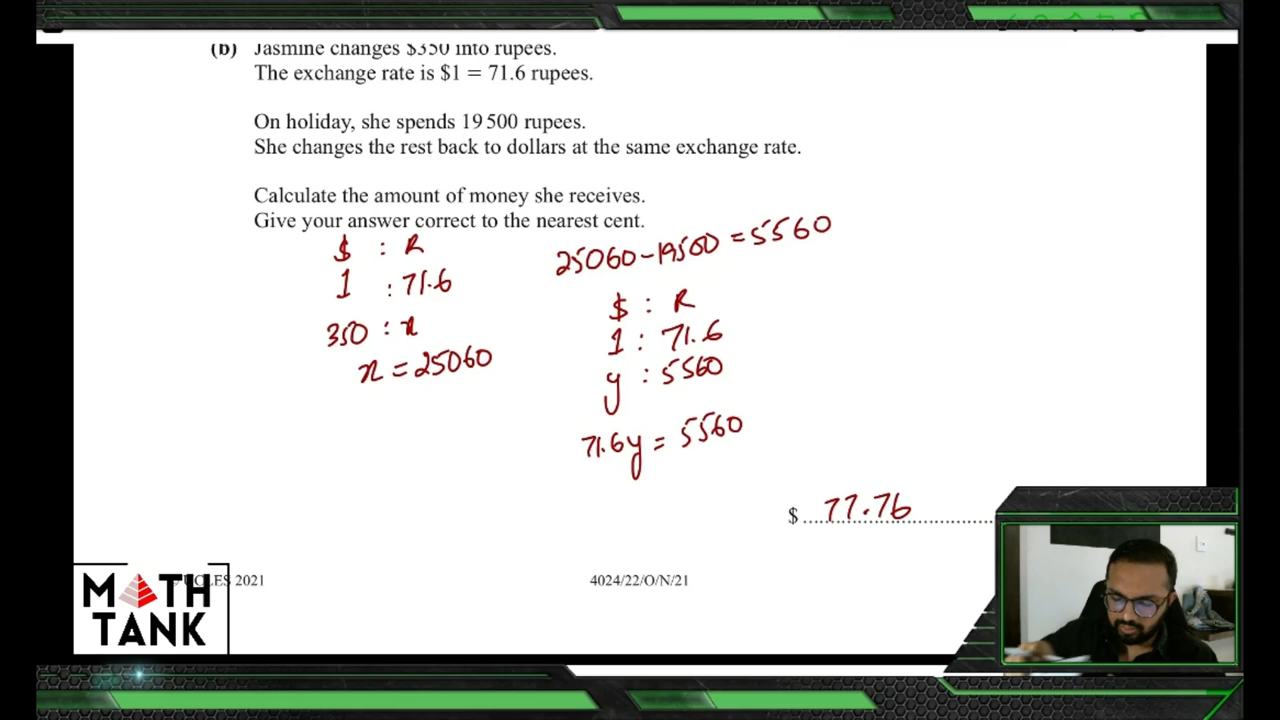 (b) Jasmine changes $350 into rupees.
The exchange rate is $1 = 71.6 rupees.
On holiday, she spends 19 500 rupees.
She changes the rest back to dollars at the same exchange rate.
Calculate the amount of money she receives.
Give your answer correct to the nearest cent.
$ : R
1 : 71.6
350 : x
x = 25060
25060 - 19500 = 5560
$ : R
1 : 71.6
y : 5560
71.6y = 5560
$ 77.76
UCLES 2021
4024/22/O/N/21
MATH
TANK